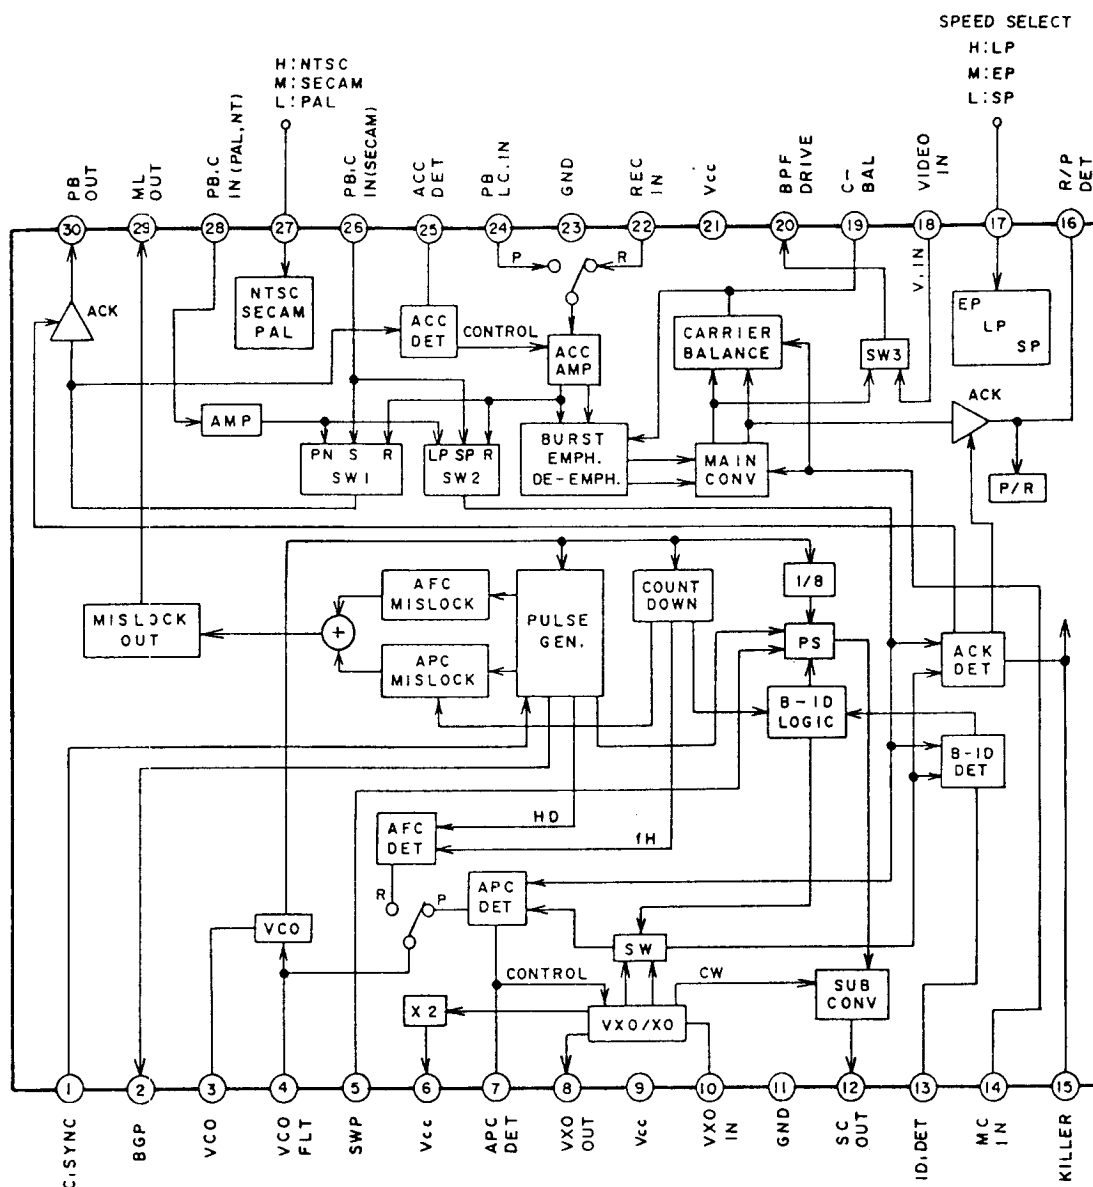 SPEED SELECT
H:LP
M:EP
L:SP
H:NTSC
M:SECAM
L:PAL
PB
OUT
ML
OUT
PB.C
IN (PAL,NT)
PB.C
IN(SECAM)
ACC
DET
PB
LC.IN
GND
REC
IN
Vcc
BPF
DRIVE
C-
BAL
VIDEO
IN
R/P
DET
30
29
28
27
26
25
24
23
22
21
20
19
18
17
16
P
R
V.IN
ACK
NTSC
SECAM
PAL
ACC
DET
CONTROL
ACC
AMP
CARRIER
BALANCE
SW3
EP
LP
SP
ACK
AMP
PN S R
SW1
LP SP R
SW2
BURST
EMPH.
DE-EMPH.
MAIN
CONV
P/R
AFC
MISLOCK
PULSE
GEN.
COUNT
DOWN
1/8
MISLOCK
OUT
+
APC
MISLOCK
PS
ACK
DET
B-ID
LOGIC
B-ID
DET
HD
fH
AFC
DET
R
P
APC
DET
VCO
SW
CONTROL
CW
X 2
VXO/XO
SUB
CONV
1
2
3
4
5
6
7
8
9
10
11
12
13
14
15
C.SYNC
BGP
VCO
VCO
FLT
SWP
Vcc
APC
DET
VXO
OUT
Vcc
VXO
IN
GND
SC
OUT
ID.DET
MC
IN
KILLER